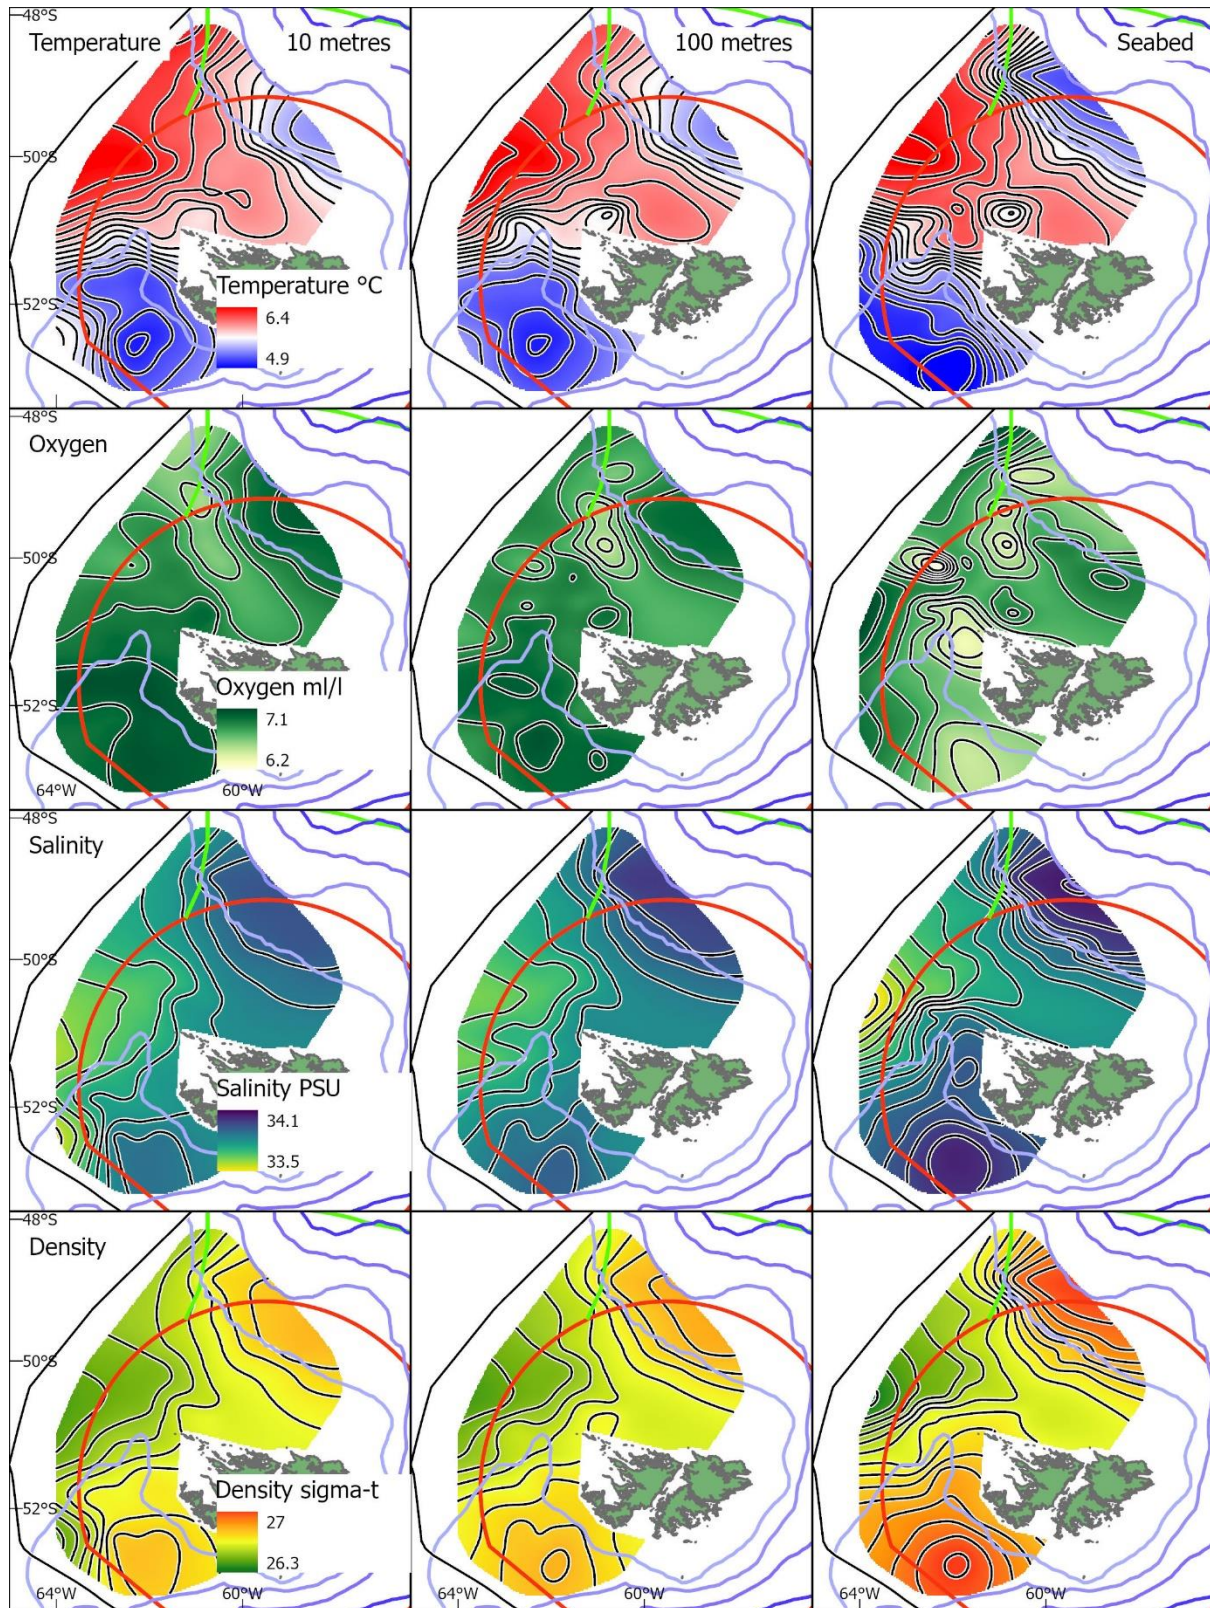 48°S
Temperature 10 metres 100 metres Seabed
50°S
52°S
Temperature °C
6.4
4.9
48°S
Oxygen
50°S
52°S
Oxygen ml/l
7.1
6.2
64°W 60°W
48°S
Salinity
50°S
52°S
Salinity PSU
34.1
33.5
48°S
Density
50°S
52°S
Density sigma-t
27
26.3
64°W 60°W 64°W 60°W 64°W 60°W